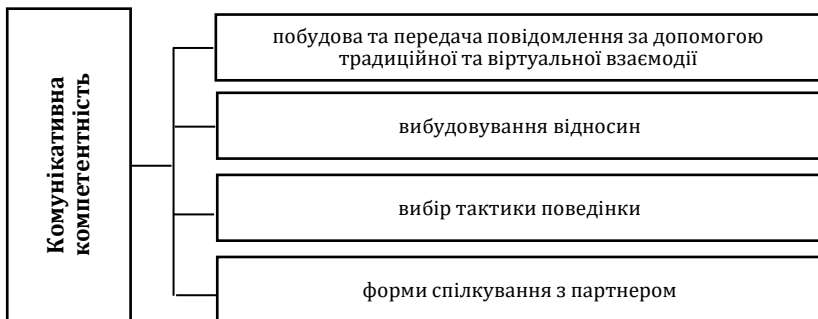 Комунікативна
компетентність
побудова та передача повідомлення за допомогою
традиційної та віртуальної взаємодії
вибудовування відносин
вибір тактики поведінки
форми спілкування з партнером